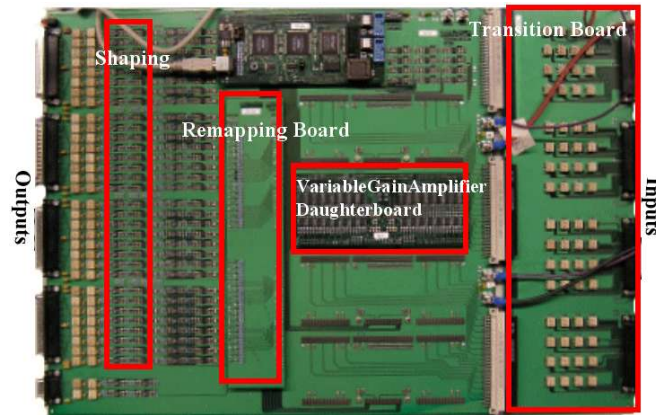 Transition Board
Shaping
Remapping Board
VariableGainAmplifier
Daughterboard
Outputs
Inputs